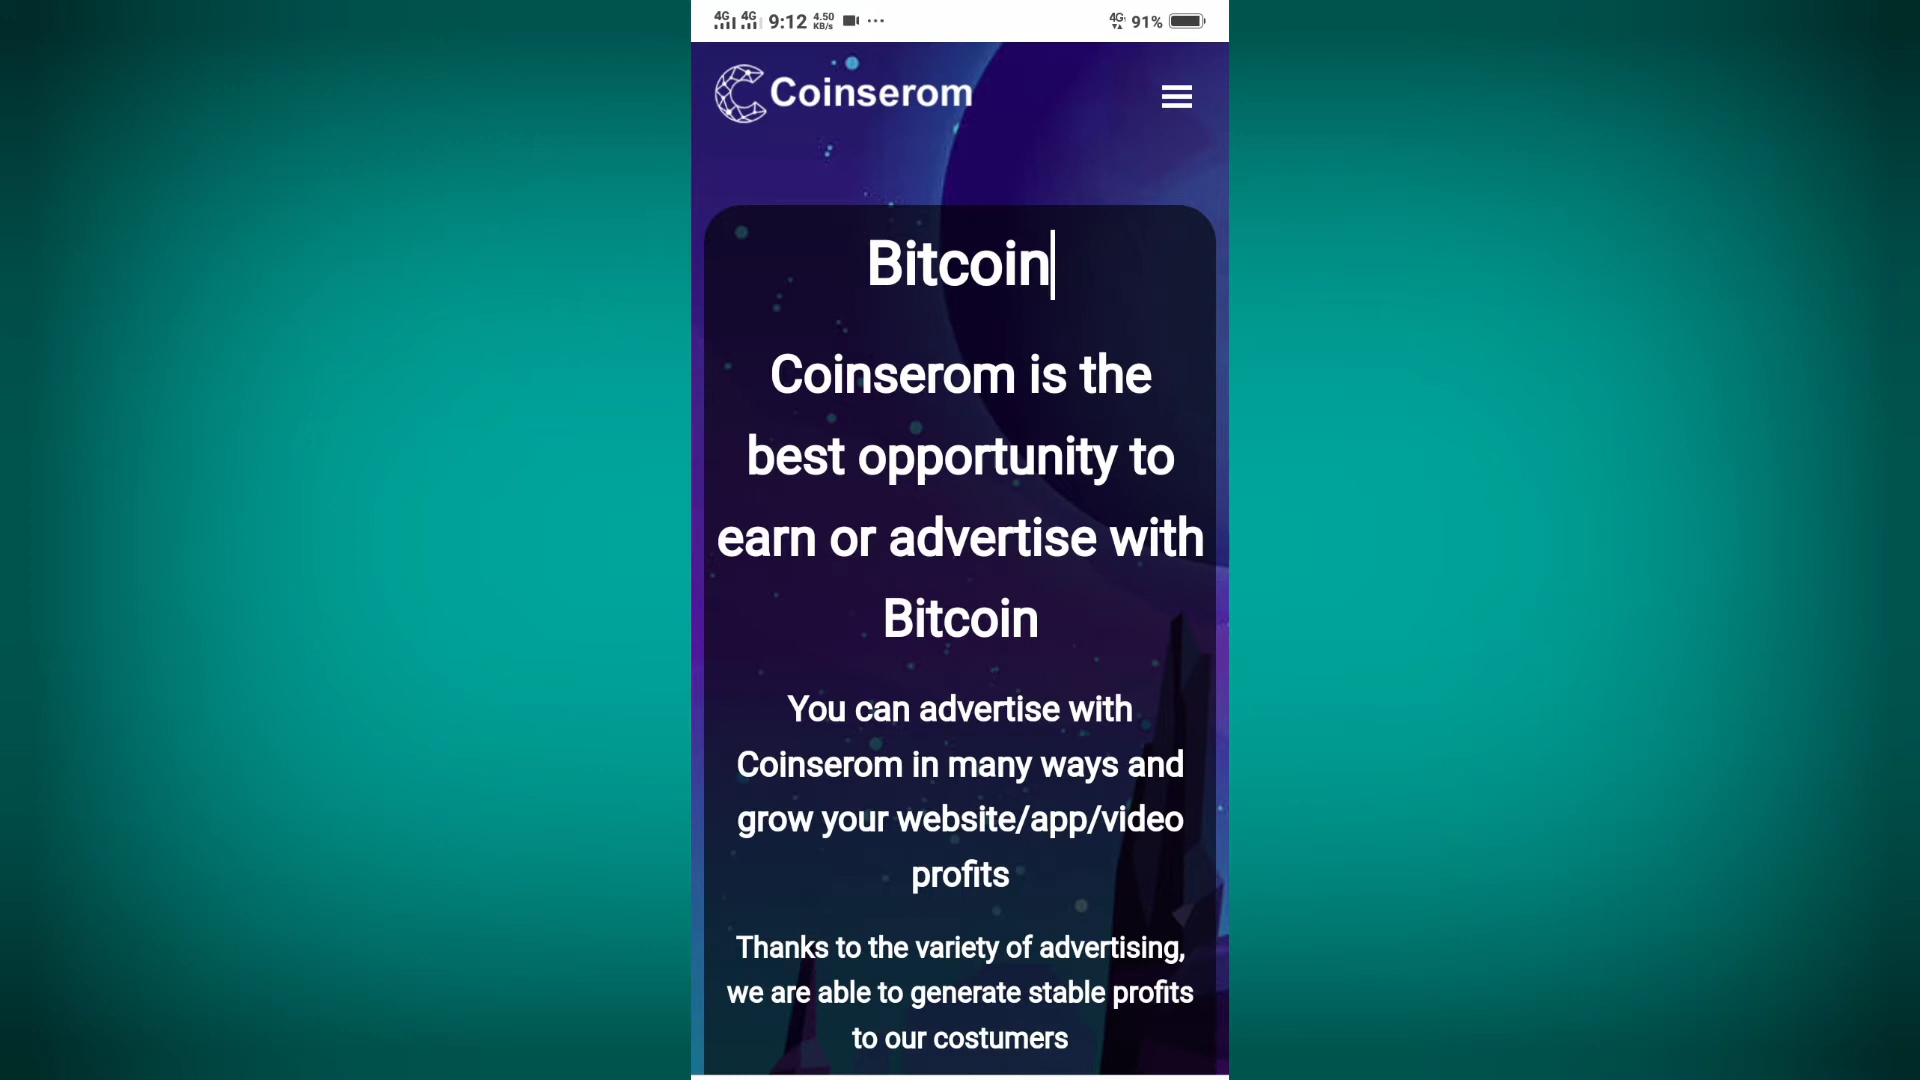 4G 4G 9:12 4.50 KB/s ... 4G 91%
Coinserom
Bitcoin
Coinserom is the
best opportunity to
earn or advertise with
Bitcoin
You can advertise with
Coinserom in many ways and
grow your website/app/video
profits
Thanks to the variety of advertising,
we are able to generate stable profits
to our costumers